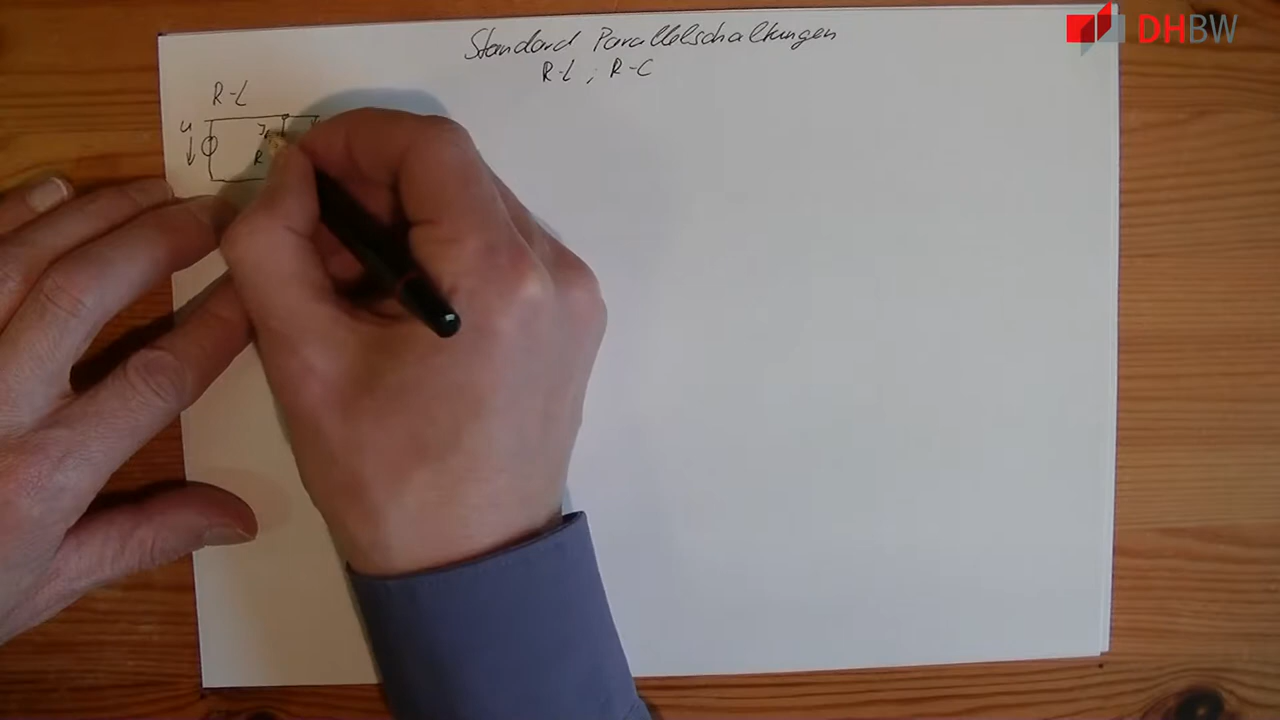 DHBW
Standard Parallelschaltungen
R-L ; R-C
R-L
u
R